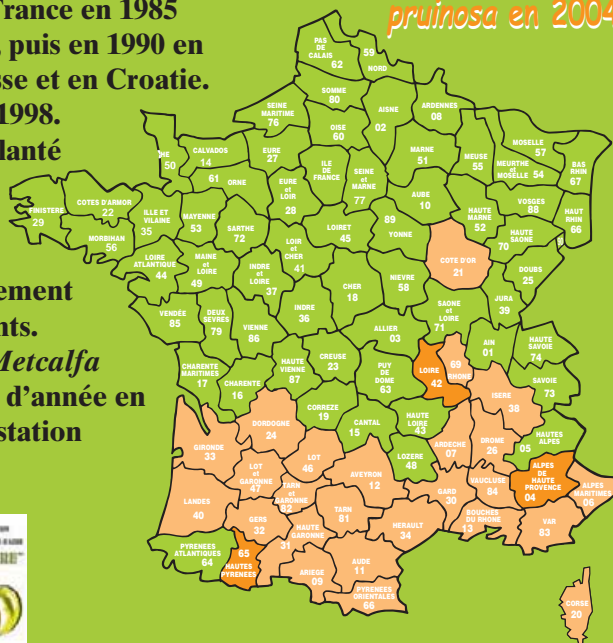 France en 1985
puis en 1990 en
sse et en Croatie.
1998.
lanté
ement
nts.
Metcalfa
d'année en
station
pruinosa en 2004
PAS DE CALAIS 62
59 NORD
SOMME 80
SEINE MARITIME 76
AISNE 02
ARDENNES 08
OISE 60
HE 50
CALVADOS 14
EURE 27
ILE DE FRANCE
SEINE et MARNE 77
MARNE 51
MEUSE 55
MOSELLE 57
MEURTHE et MOSELLE 54
BAS RHIN 67
61 ORNE
EURE et LOIR 28
AUBE 10
HAUTE MARNE 52
VOSGES 88
HAUT RHIN 66
FINISTERE 29
COTES D'ARMOR 22
MORBIHAN 56
ILLE ET VILAINE 35
MAYENNE 53
SARTHE 72
LOIR et CHER 41
LOIRET 45
89 YONNE
COTE D'OR 21
HAUTE SAONE 70
DOUBS 25
LOIRE ATLANTIQUE 44
MAINE et LOIRE 49
INDRE et LOIRE 37
CHER 18
NIEVRE 58
JURA 39
VENDÉE 85
DEUX SEVRES 79
VIENNE 86
INDRE 36
ALLIER 03
SAONE et LOIRE 71
AIN 01
HAUTE SAVOIE 74
CHARENTE MARITIMES 17
CHARENTE 16
HAUTE VIENNE 87
CREUSE 23
PUY DE DOME 63
LOIRE 42
69 RHONE
ISERE 38
SAVOIE 73
CORREZE 19
CANTAL 15
HAUTE LOIRE 43
ARDECHE 07
DROME 26
HAUTES ALPES 05
GIRONDE 33
DORDOGNE 24
LOT 46
LOT et GARONNE 47
AVEYRON 12
LOZERE 48
GARD 30
VAUCLUSE 84
ALPES DE HAUTE PROVENCE 04
ALPES MARITIMES 06
LANDES 40
GERS 32
TARN et GARONNE 82
TARN 81
HERAULT 34
BOUCHES DU RHONE 13
VAR 83
PYRENEES ATLANTIQUES 64
65 HAUTES PYRENEES
HAUTE GARONNE 31
ARIEGE 09
AUDE 11
PYRENEES ORIENTALES 66
CORSE 20